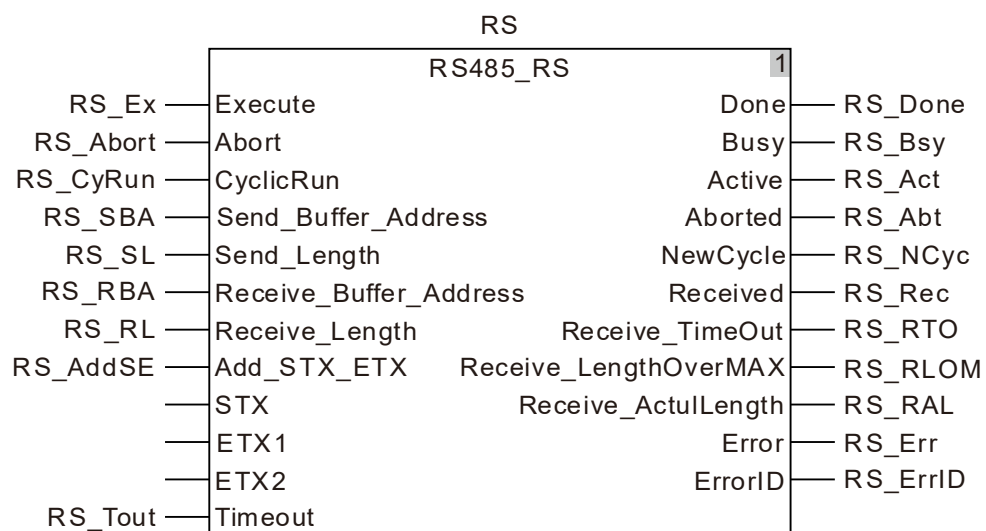 RS
RS485_RS 1
RS_Ex Execute Done RS_Done
RS_Abort Abort Busy RS_Bsy
RS_CyRun CyclicRun Active RS_Act
RS_SBA Send_Buffer_Address Aborted RS_Abt
RS_SL Send_Length NewCycle RS_NCyc
RS_RBA Receive_Buffer_Address Received RS_Rec
RS_RL Receive_Length Receive_TimeOut RS_RTO
RS_AddSE Add_STX_ETX Receive_LengthOverMAX RS_RLOM
STX Receive_ActulLength RS_RAL
ETX1 Error RS_Err
ETX2 ErrorID RS_ErrID
RS_Tout Timeout